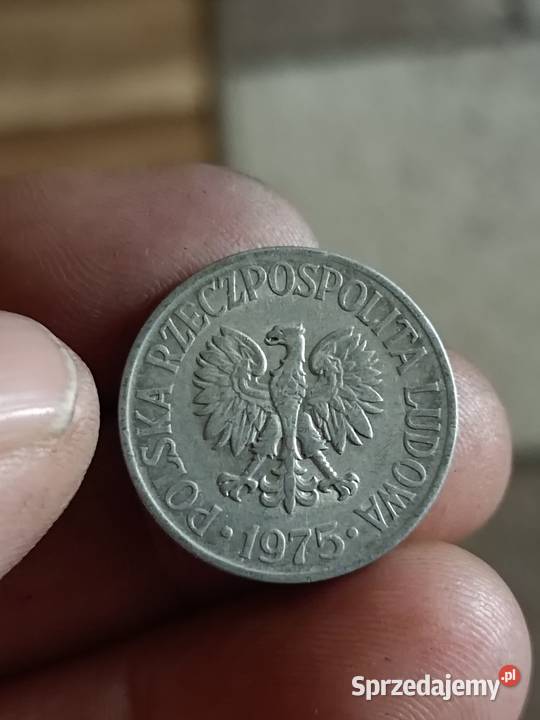 POLSKA RZECZPOSPOLITA LUDOWA
· 1975 ·
Sprzedajemy.pl